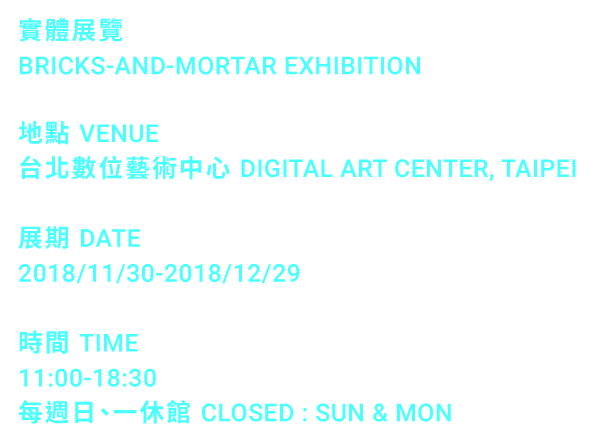 實體展覽
BRICKS-AND-MORTAR EXHIBITION
地點 VENUE
台北數位藝術中心 DIGITAL ART CENTER, TAIPEI
展期 DATE
2018/11/30-2018/12/29
時間 TIME
11:00-18:30
每週日、一休館 CLOSED : SUN & MON